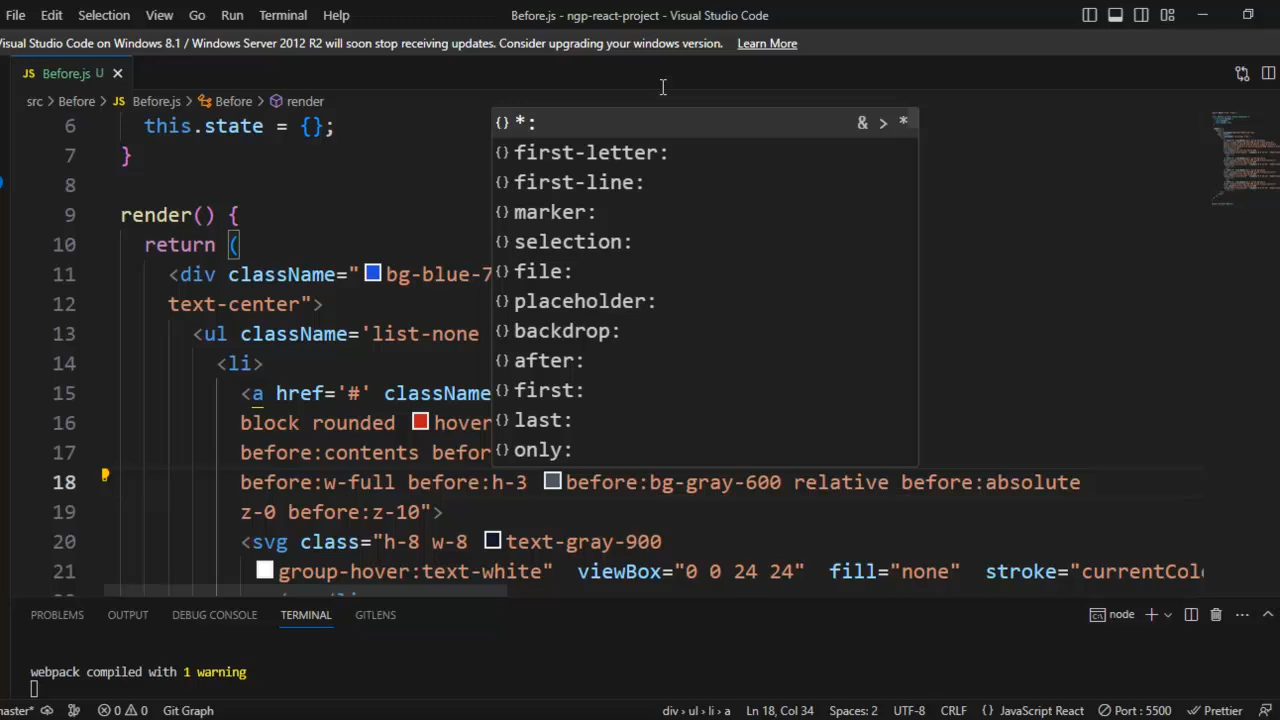 File Edit Selection View Go Run Terminal Help Before.js - ngp-react-project - Visual Studio Code
Visual Studio Code on Windows 8.1 / Windows Server 2012 R2 will soon stop receiving updates. Consider upgrading your windows version. Learn More
JS Before.js U
src > Before > JS Before.js > Before > render
6 this.state = {};
7 }
8
9 render() {
10 return (
11 <div className="bg-blue-7
12 text-center">
13 <ul className='list-none
14 <li>
15 <a href='#' className
16 block rounded hover
17 before:contents befor
18 before:w-full before:h-3 before:bg-gray-600 relative before:absolute
19 z-0 before:z-10">
20 <svg class="h-8 w-8 text-gray-900
21 group-hover:text-white" viewBox="0 0 24 24" fill="none" stroke="currentColo
{} *: & > *
{} first-letter:
{} first-line:
{} marker:
{} selection:
{} file:
{} placeholder:
{} backdrop:
{} after:
{} first:
{} last:
{} only:
PROBLEMS OUTPUT DEBUG CONSOLE TERMINAL GITLENS node
webpack compiled with 1 warning
master* 0 0 Git Graph div > ul > li > a Ln 18, Col 34 Spaces: 2 UTF-8 CRLF {} JavaScript React Port : 5500 Prettier